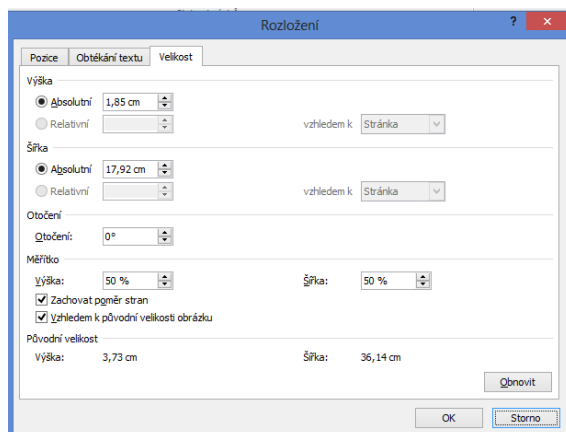 Rozložení
?
Pozice Obtékání textu Velikost
Výška
Absolutní 1,85 cm
Relativní vzhledem k Stránka
Šířka
Absolutní 17,92 cm
Relativní vzhledem k Stránka
Otočení
Otočení: 0°
Měřítko
Výška: 50 % Šířka: 50 %
Zachovat poměr stran
Vzhledem k původní velikosti obrázku
Původní velikost
Výška: 3,73 cm Šířka: 36,14 cm
Obnovit
OK Storno